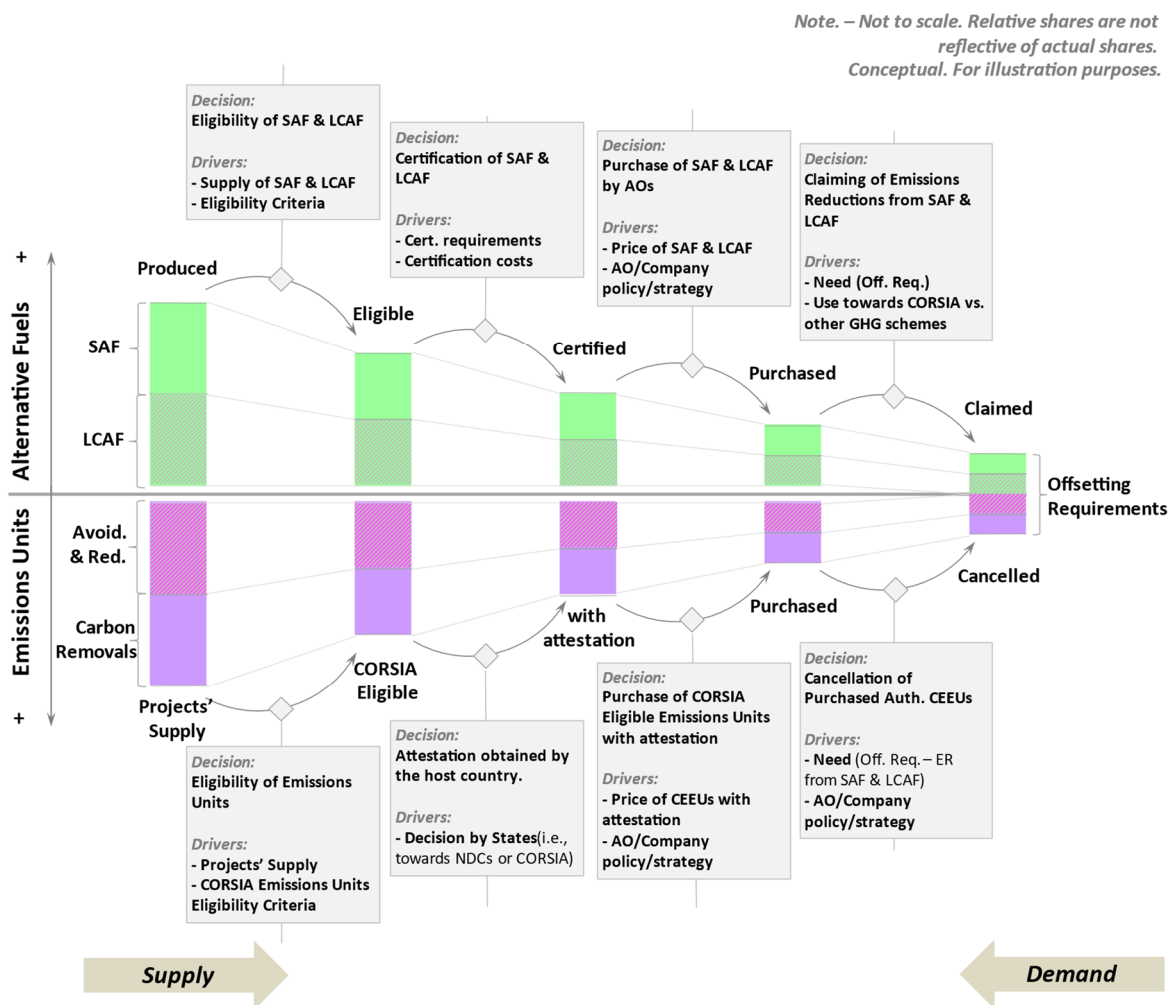 Note. – Not to scale. Relative shares are not
reflective of actual shares.
Conceptual. For illustration purposes.
Decision:
Eligibility of SAF & LCAF
Drivers:
- Supply of SAF & LCAF
- Eligibility Criteria
Decision:
Certification of SAF &
LCAF
Drivers:
- Cert. requirements
- Certification costs
Decision:
Purchase of SAF & LCAF
by AOs
Drivers:
- Price of SAF & LCAF
- AO/Company
policy/strategy
Decision:
Claiming of Emissions
Reductions from SAF &
LCAF
Drivers:
- Need (Off. Req.)
- Use towards CORSIA vs.
other GHG schemes
+
Alternative Fuels
Produced
Eligible
Certified
Purchased
Claimed
SAF
LCAF
Offsetting
Requirements
Emissions Units
+
Avoid.
& Red.
Carbon
Removals
Projects'
Supply
CORSIA
Eligible
with
attestation
Purchased
Cancelled
Decision:
Eligibility of Emissions
Units
Drivers:
- Projects' Supply
- CORSIA Emissions Units
Eligibility Criteria
Decision:
Attestation obtained by
the host country.
Drivers:
- Decision by States(i.e.,
towards NDCs or CORSIA)
Decision:
Purchase of CORSIA
Eligible Emissions Units
with attestation
Drivers:
- Price of CEEUs with
attestation
- AO/Company
policy/strategy
Decision:
Cancellation of
Purchased Auth. CEEUs
Drivers:
- Need (Off. Req. – ER
from SAF & LCAF)
- AO/Company
policy/strategy
Supply
Demand